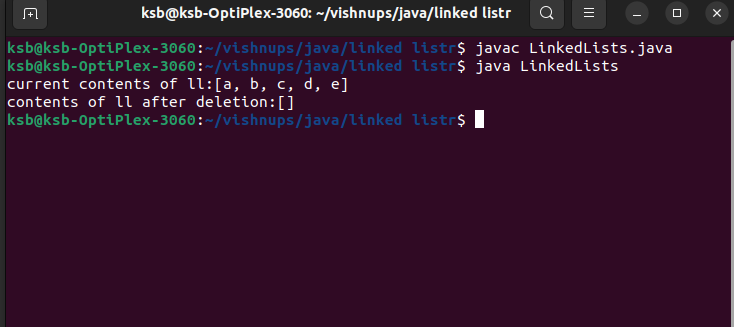 ksb@ksb-OptiPlex-3060: ~/vishnups/java/linked listr
ksb@ksb-OptiPlex-3060:~/vishnups/java/linked listr$ javac LinkedLists.java
ksb@ksb-OptiPlex-3060:~/vishnups/java/linked listr$ java LinkedLists
current contents of ll:[a, b, c, d, e]
contents of ll after deletion:[]
ksb@ksb-OptiPlex-3060:~/vishnups/java/linked listr$